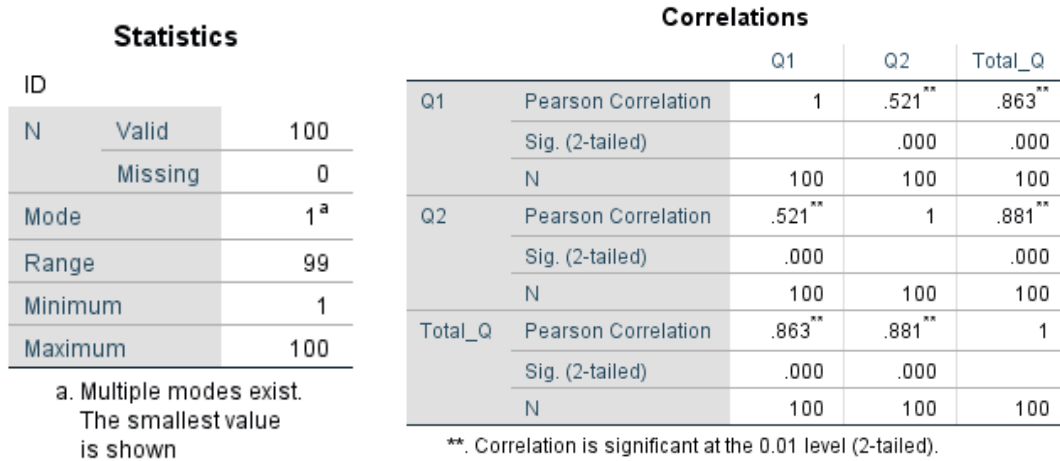 Statistics
ID
N Valid 100
Missing 0
Mode 1a
Range 99
Minimum 1
Maximum 100
a. Multiple modes exist.
The smallest value
is shown
Correlations
Q1 Q2 Total_Q
Q1 Pearson Correlation 1 .521** .863**
Sig. (2-tailed) .000 .000
N 100 100 100
Q2 Pearson Correlation .521** 1 .881**
Sig. (2-tailed) .000 .000
N 100 100 100
Total_Q Pearson Correlation .863** .881** 1
Sig. (2-tailed) .000 .000
N 100 100 100
**. Correlation is significant at the 0.01 level (2-tailed).